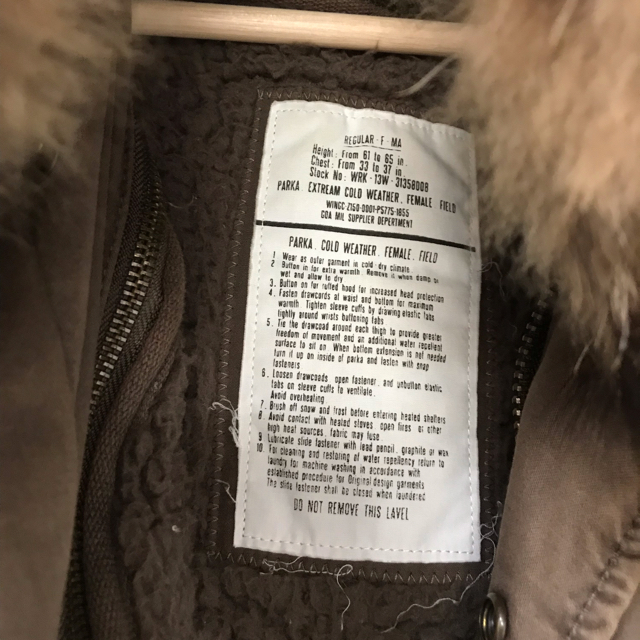 REGULAR-F MA
Height: From 61 to 65 in.
Chest: From 33 to 37 in.
Stock No: WRK-13W-31358008
PARKA EXTREAM COLD WEATHER, FEMALE FIELD
WINGC-Z150-0001-PS775-1655
COA MIL SUPPLIER DEPERTMENT
PARKA, COLD WEATHER, FEMALE, FIELD
1 Wear as outer garment in cold-dry climate.
2 Button in for extra warmth. Remove it when damp or
wet and allow to dry
3 Button on for ruffed hood for increased head protection
4 Fasten drawcords at waist and bottom for maximum
warmth. Tighten sleeve cuffs by drawing elastic tabs
tightly around wrists buttoning tabs
5 Tie the drawcoad around each thigh to provide greater
freedom of movement and an additional water repellent
surface to sit on. When bottom extension is not needed
turn it up on inside of parka and fasten with snap
fasteners
6 Loosen drawcoods, open fastener, and unbutton elastic
tabs on sleeve cuffs to ventilate.
Avoid overheating
7 Brush off snow and frost before entering heated shelters
8 Avoid contact with heated stoves, open fires, or other
high heat sources, fabric may fuse
9 Lubricate slide fastener with lead pencil, graphite or wax
10 For cleaning and restoring of water repellency return to
laundy for machine washing in accordance with
established procedure for Original design garments
The slide fastener shall be closed when laundered
DO NOT REMOVE THIS LAVEL